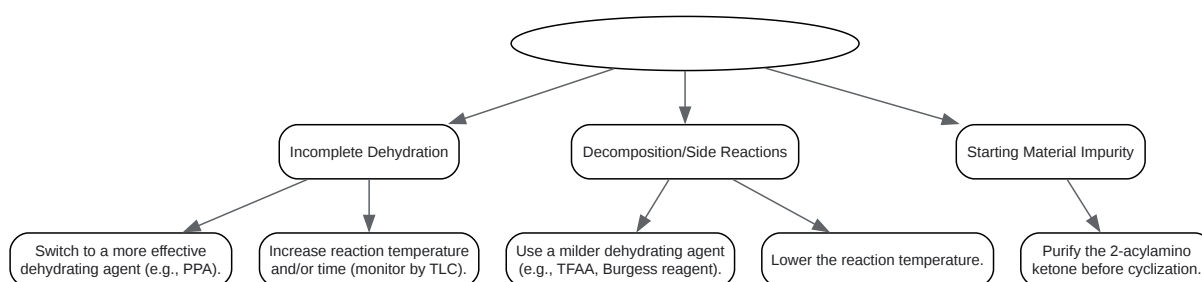 Incomplete Dehydration
Decomposition/Side Reactions
Starting Material Impurity
Switch to a more effective
dehydrating agent (e.g., PPA).
Increase reaction temperature
and/or time (monitor by TLC).
Use a milder dehydrating agent
(e.g., TFAA, Burgess reagent).
Lower the reaction temperature.
Purify the 2-acylamino
ketone before cyclization.